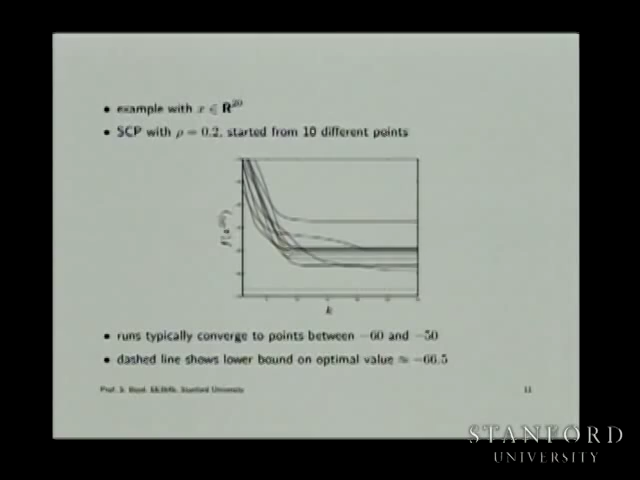 • example with x ∈ R²⁰
• SCP with ρ = 0.2, started from 10 different points
f(x⁽ᵏ⁾)
k
• runs typically converge to points between −60 and −50
• dashed line shows lower bound on optimal value ≈ −66.5
Prof. S. Boyd, EE364b, Stanford University
11
STANFORD
UNIVERSITY